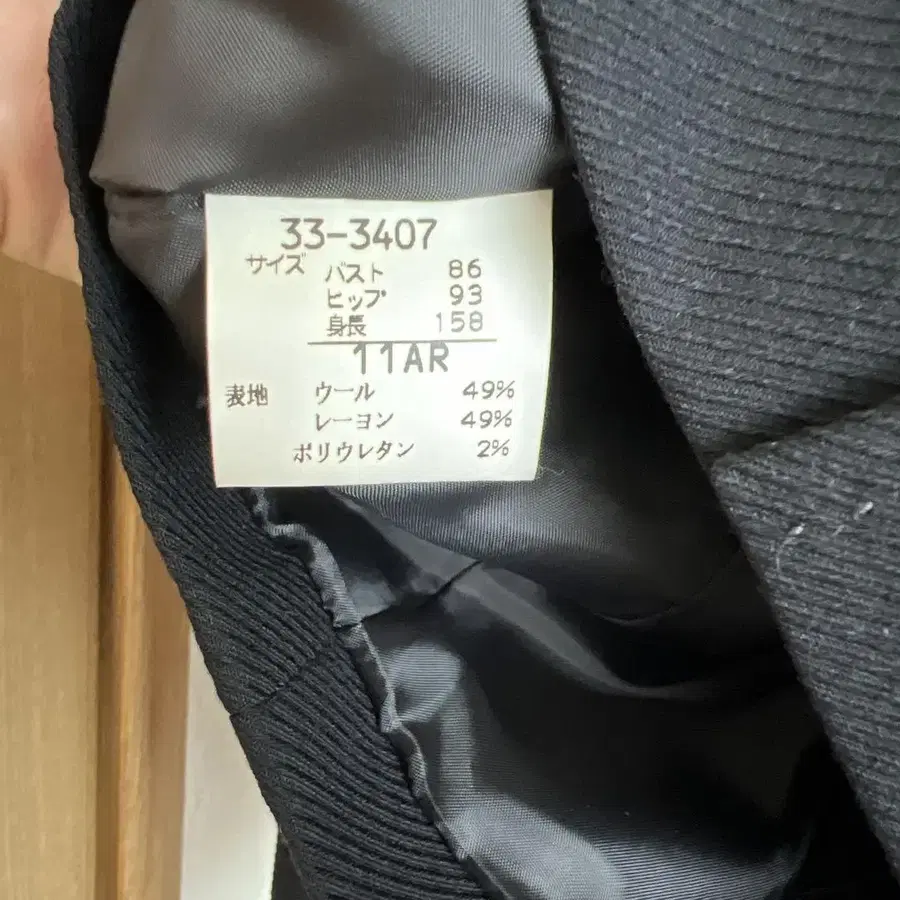 33-3407
サイズ バスト 86
ヒップ 93
身長 158
11AR
表地 ウール 49%
レーヨン 49%
ポリウレタン 2%